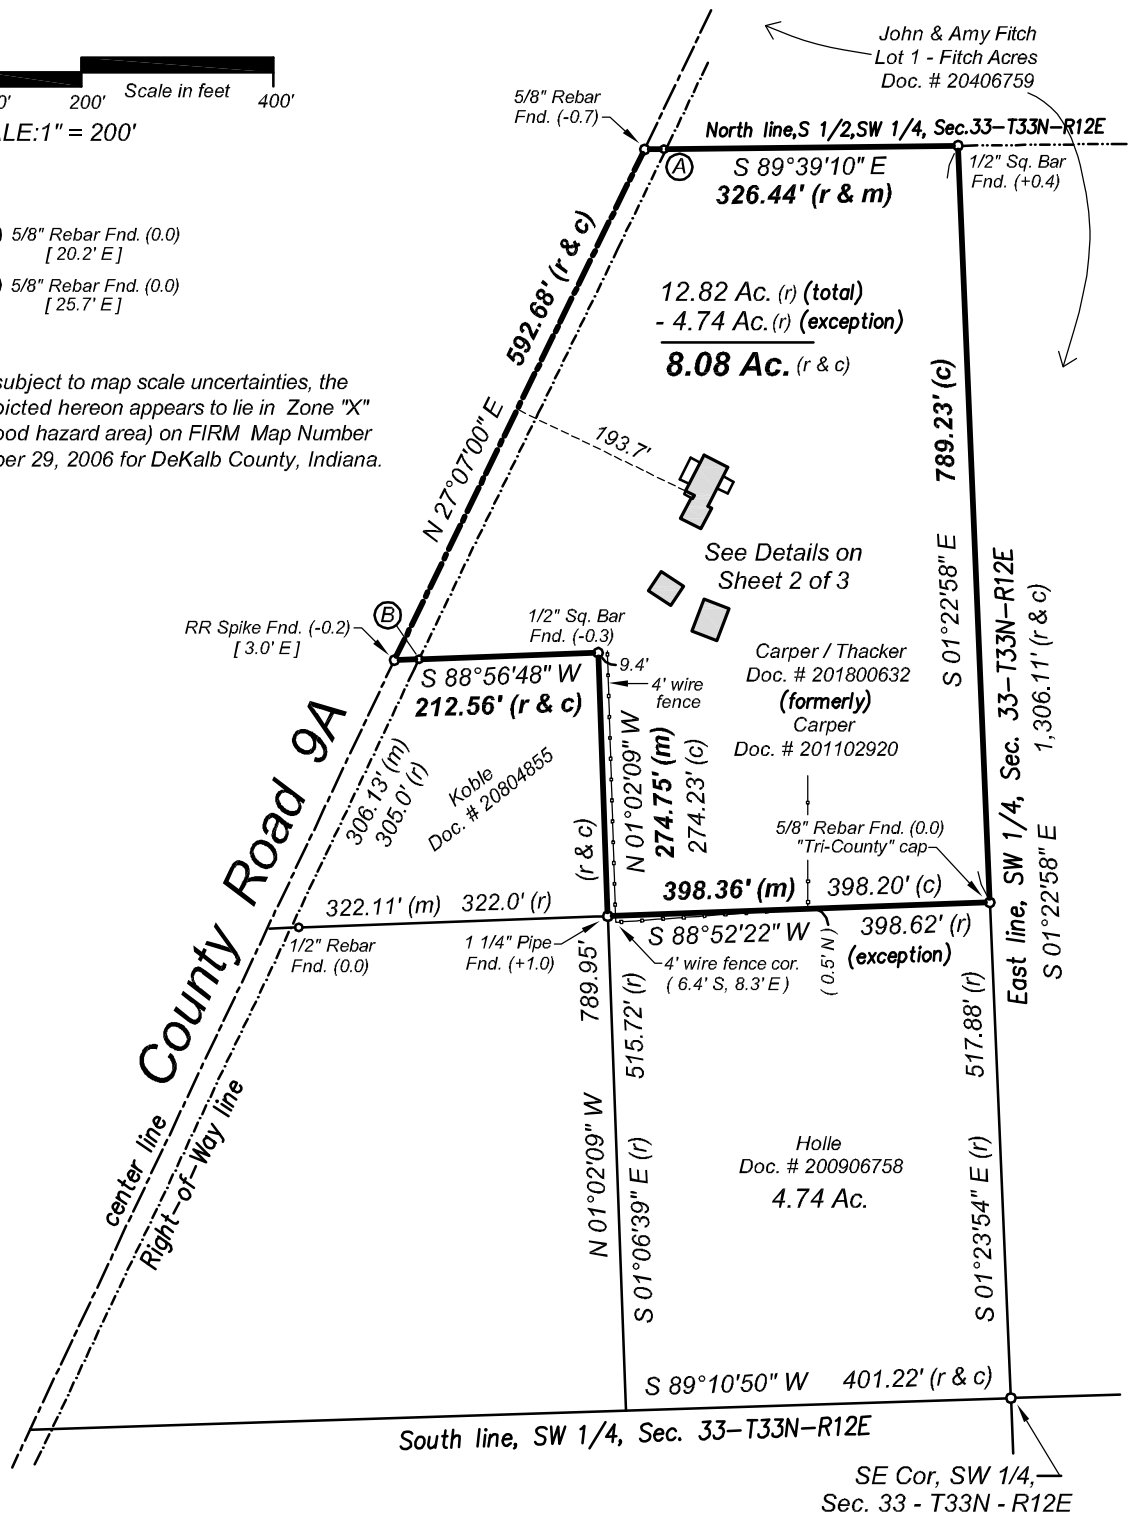 John & Amy Fitch
Lot 1 - Fitch Acres
Doc. # 20406759
200'
Scale in feet
400'
LE:1" = 200'
5/8" Rebar
Fnd. (-0.7)
North line, S 1/2, SW 1/4, Sec.33-T33N-R12E
A
S 89°39'10" E
326.44' (r & m)
1/2" Sq. Bar
Fnd. (+0.4)
5/8" Rebar Fnd. (0.0)
[ 20.2' E ]
5/8" Rebar Fnd. (0.0)
[ 25.7' E ]
592.68' (r & c)
N 27°07'00" E
12.82 Ac. (r) (total)
- 4.74 Ac. (r) (exception)
8.08 Ac. (r & c)
subject to map scale uncertainties, the
picted hereon appears to lie in Zone "X"
ood hazard area) on FIRM Map Number
ber 29, 2006 for DeKalb County, Indiana.
193.7'
789.23' (c)
S 01°22'58" E
See Details on
Sheet 2 of 3
B
RR Spike Fnd. (-0.2)
[ 3.0' E ]
1/2" Sq. Bar
Fnd. (-0.3)
9.4'
4' wire
fence
S 88°56'48" W
212.56' (r & c)
Carper / Thacker
Doc. # 201800632
(formerly)
Carper
Doc. # 201102920
East line, SW 1/4, Sec. 33-T33N-R12E
1,306.11' (r & c)
S 01°22'58" E
County Road 9A
306.13' (m)
305.0' (r)
Koble
Doc. # 20804855
(r & c)
N 01°02'09" W
274.75' (m)
274.23' (c)
5/8" Rebar Fnd. (0.0)
"Tri-County" cap
398.36' (m)
398.20' (c)
322.11' (m)
322.0' (r)
S 88°52'22" W
398.62' (r)
(exception)
1/2" Rebar
Fnd. (0.0)
1 1/4" Pipe
Fnd. (+1.0)
4' wire fence cor.
( 6.4' S, 8.3' E )
( 0.5' N )
789.95'
N 01°02'09" W
515.72' (r)
S 01°06'39" E (r)
517.88' (r)
S 01°23'54" E (r)
center line
Right-of-Way line
Holle
Doc. # 200906758
4.74 Ac.
S 89°10'50" W
401.22' (r & c)
South line, SW 1/4, Sec. 33-T33N-R12E
SE Cor, SW 1/4,
Sec. 33 - T33N - R12E